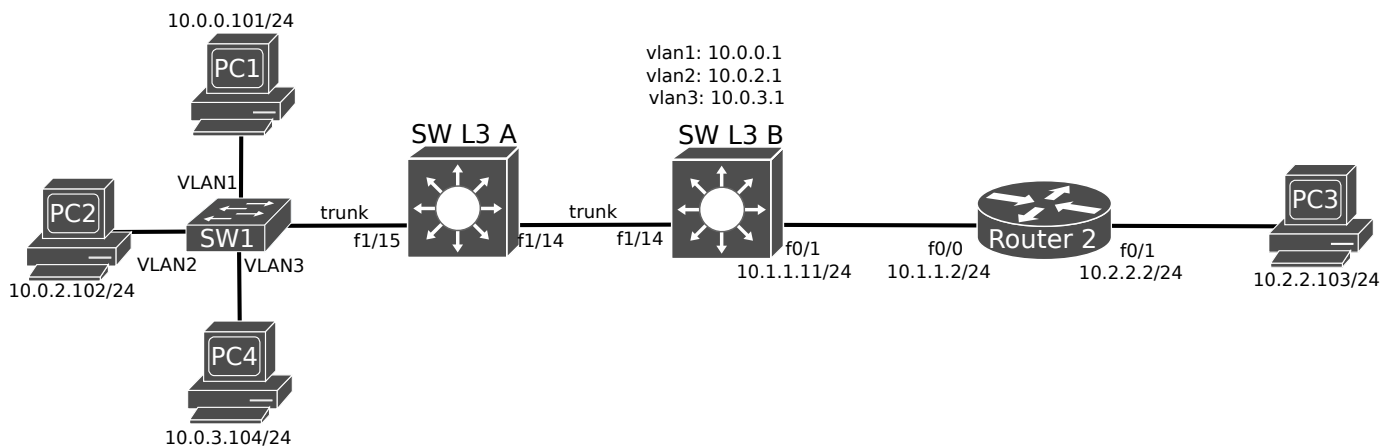 10.0.0.101/24
PC1
vlan1: 10.0.0.1
vlan2: 10.0.2.1
vlan3: 10.0.3.1
SW L3 A
SW L3 B
VLAN1
PC2
PC3
SW1
trunk
f1/15
trunk
f1/14
f1/14
f0/1
10.1.1.11/24
f0/0
10.1.1.2/24
Router 2
f0/1
10.2.2.2/24
VLAN2
VLAN3
10.0.2.102/24
10.2.2.103/24
PC4
10.0.3.104/24